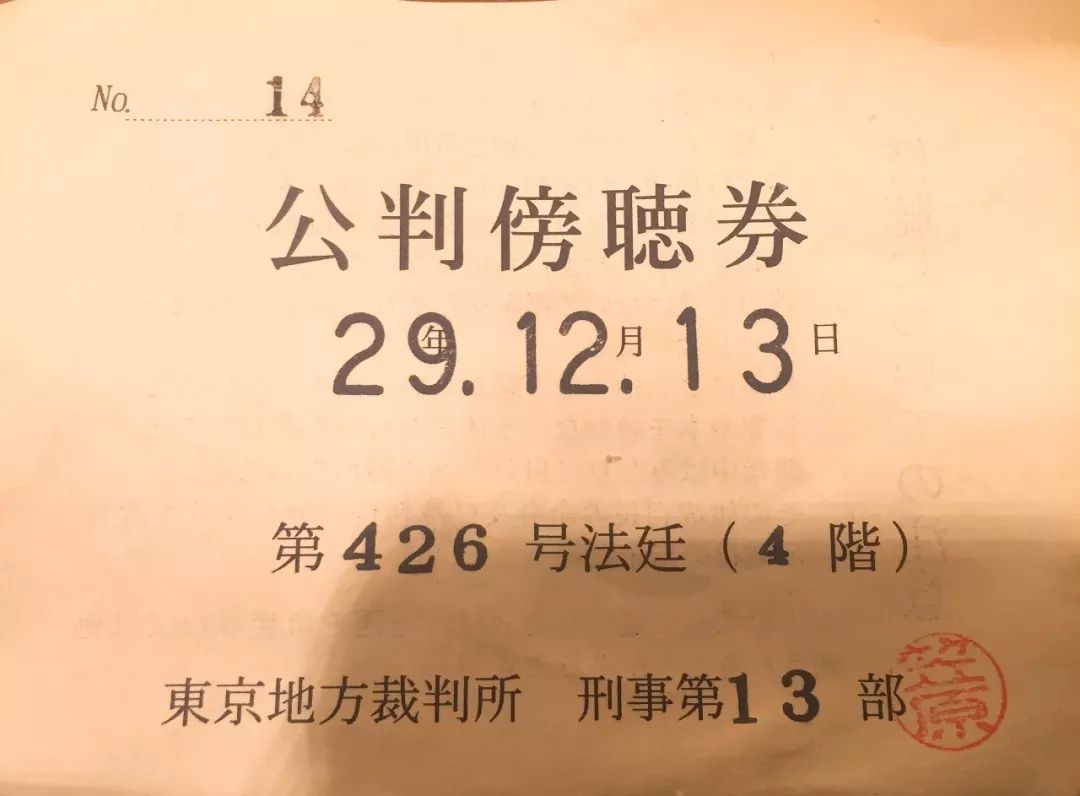 No. 14
公判傍聴券
29年.12月.13日
第426号法廷(4階)
東京地方裁判所 刑事第13部